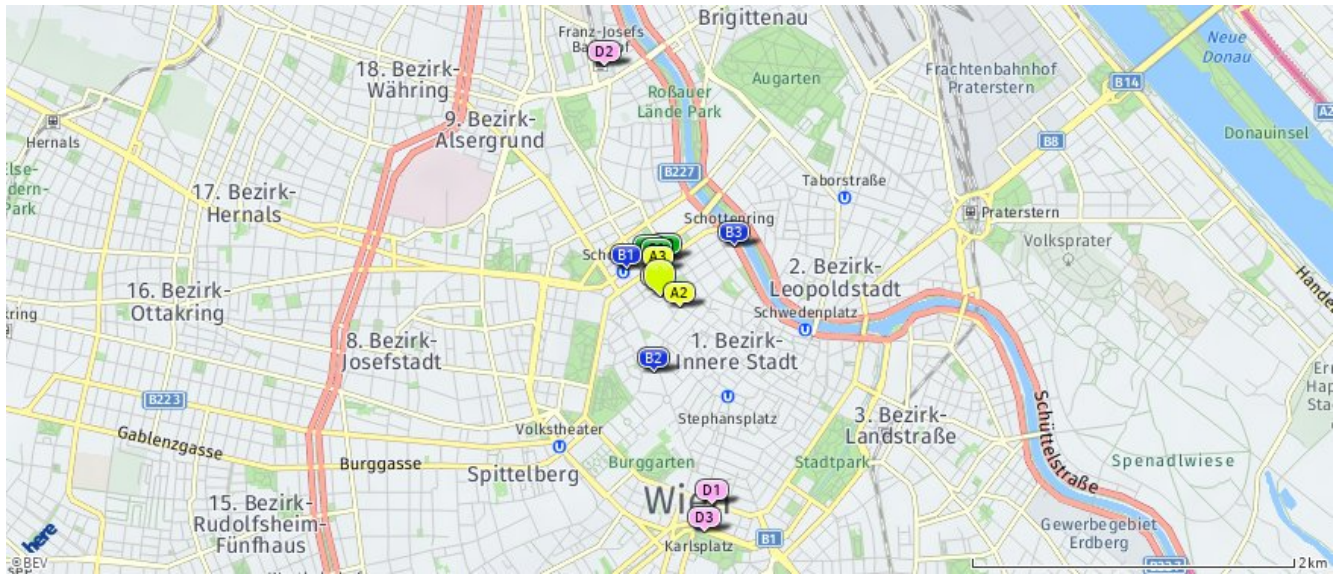 Brigittenau
Franz-Josefs
D2
18. Bezirk-
Währing
Augarten
Frachtenbahnhof
Praterstern
Neue
Donau
B14
Hernals
9. Bezirk-
Alsergrund
Roßauer
Lände Park
Donauinsel
B8
17. Bezirk-
Hernals
B227
Taborstraße
Praterstern
Schottenring
B3
Volksprater
B1
A3
A2
16. Bezirk-
Ottakring
2. Bezirk-
Leopoldstadt
Schwedenplatz
8. Bezirk-
Josefstadt
B2
1. Bezirk-
Innere Stadt
B223
Stephansplatz
3. Bezirk-
Landstraße
Gablenzgasse
Volkstheater
Burggasse
Spittelberg
Burggarten
Stadtpark
Schüttelstraße
Spenadlwiese
D1
D3
15. Bezirk-
Rudolfsheim-
Fünfhaus
Karlsplatz
B1
Gewerbegebiet
Erdberg
here
©BEV
2km